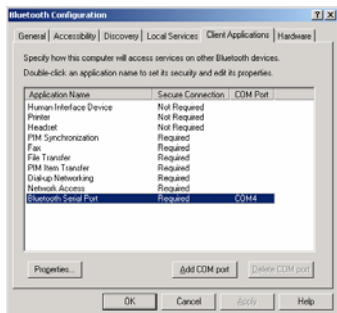 Bluetooth Configuration
General Accessibility Discovery Local Services Client Applications Hardware
Specify how this computer will access services on other Bluetooth devices.
Double-click an application name to set its security and edit its properties.
Application Name Secure Connection COM Port
Human Interface Device Not Required
Printer Not Required
Headset Not Required
PIM Synchronization Required
Fax Required
File Transfer Required
PIM Item Transfer Required
Dial-up Networking Required
Network Access Required
Bluetooth Serial Port Required COM4
Properties... Add COM port Delete COM port
OK Cancel Apply Help